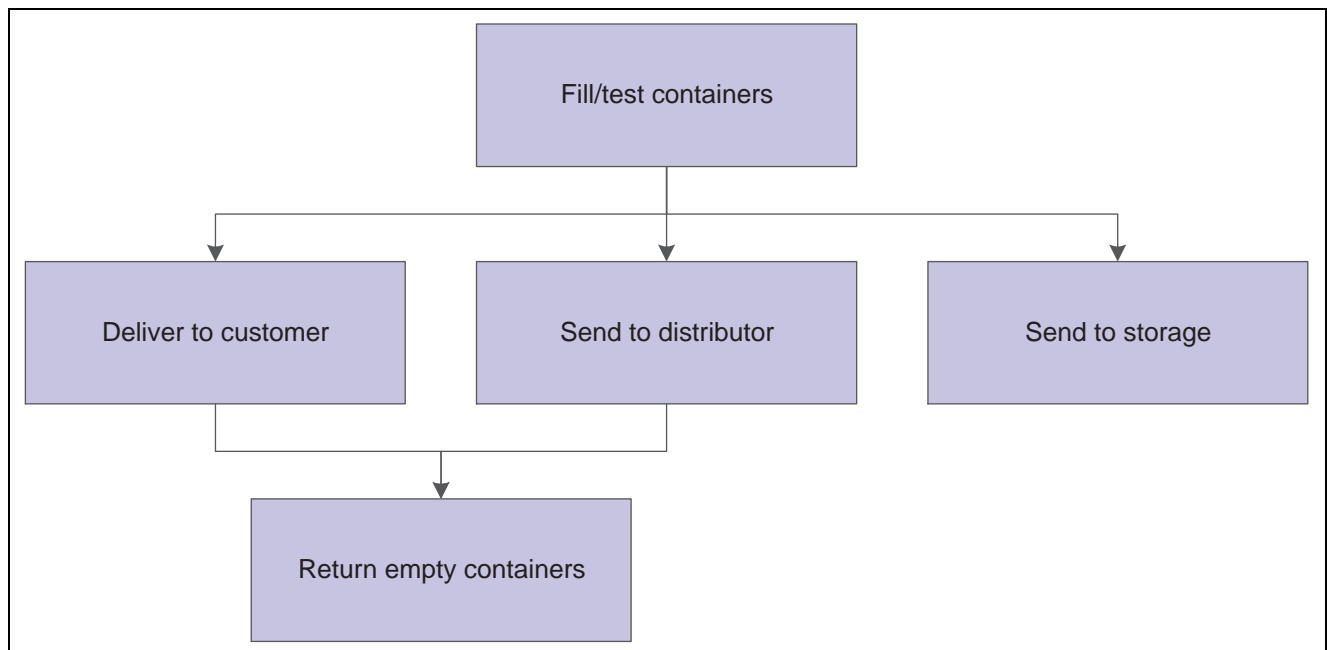 Fill/test containers
Deliver to customer
Send to distributor
Send to storage
Return empty containers